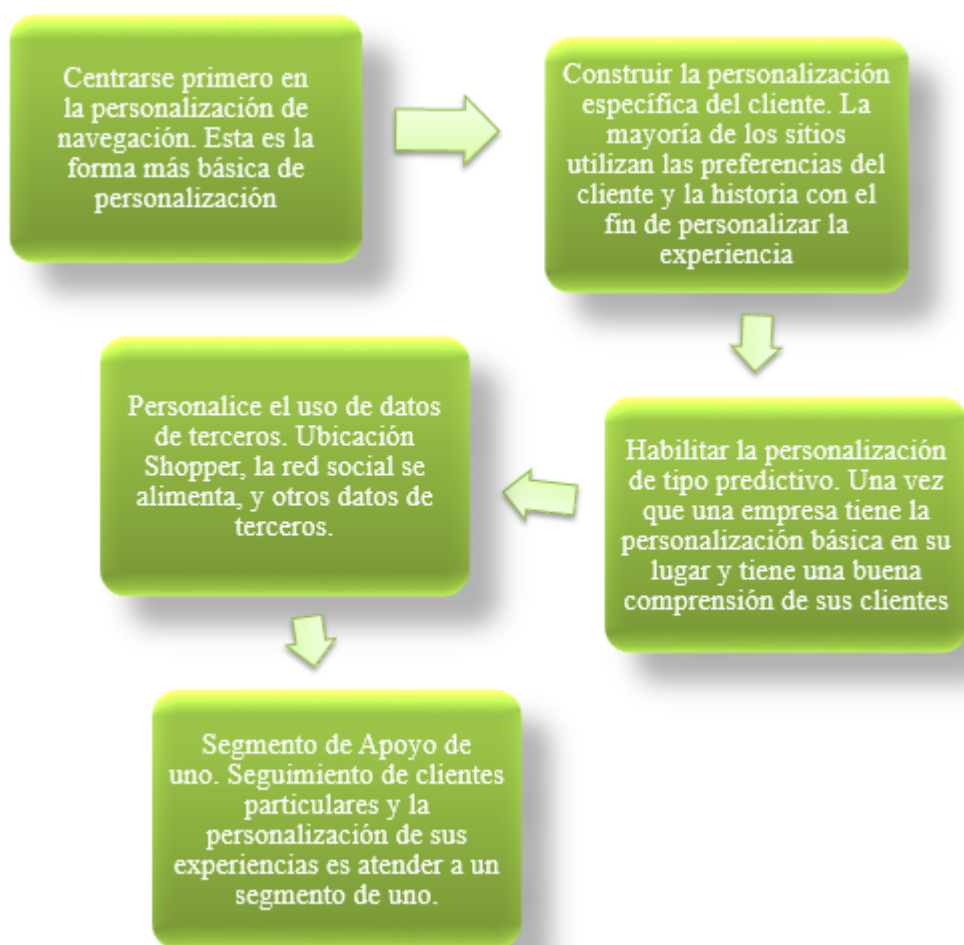 Centrarse primero en
la personalización de
navegación. Esta es la
forma más básica de
personalización
Construir la personalización
específica del cliente. La
mayoría de los sitios
utilizan las preferencias del
cliente y la historia con el
fin de personalizar la
experiencia
Habilitar la personalización
de tipo predictivo. Una vez
que una empresa tiene la
personalización básica en su
lugar y tiene una buena
comprensión de sus clientes
Personalice el uso de datos
de terceros. Ubicación
Shopper, la red social se
alimenta, y otros datos de
terceros.
Segmento de Apoyo de
uno. Seguimiento de clientes
particulares y la
personalización de sus
experiencias es atender a un
segmento de uno.